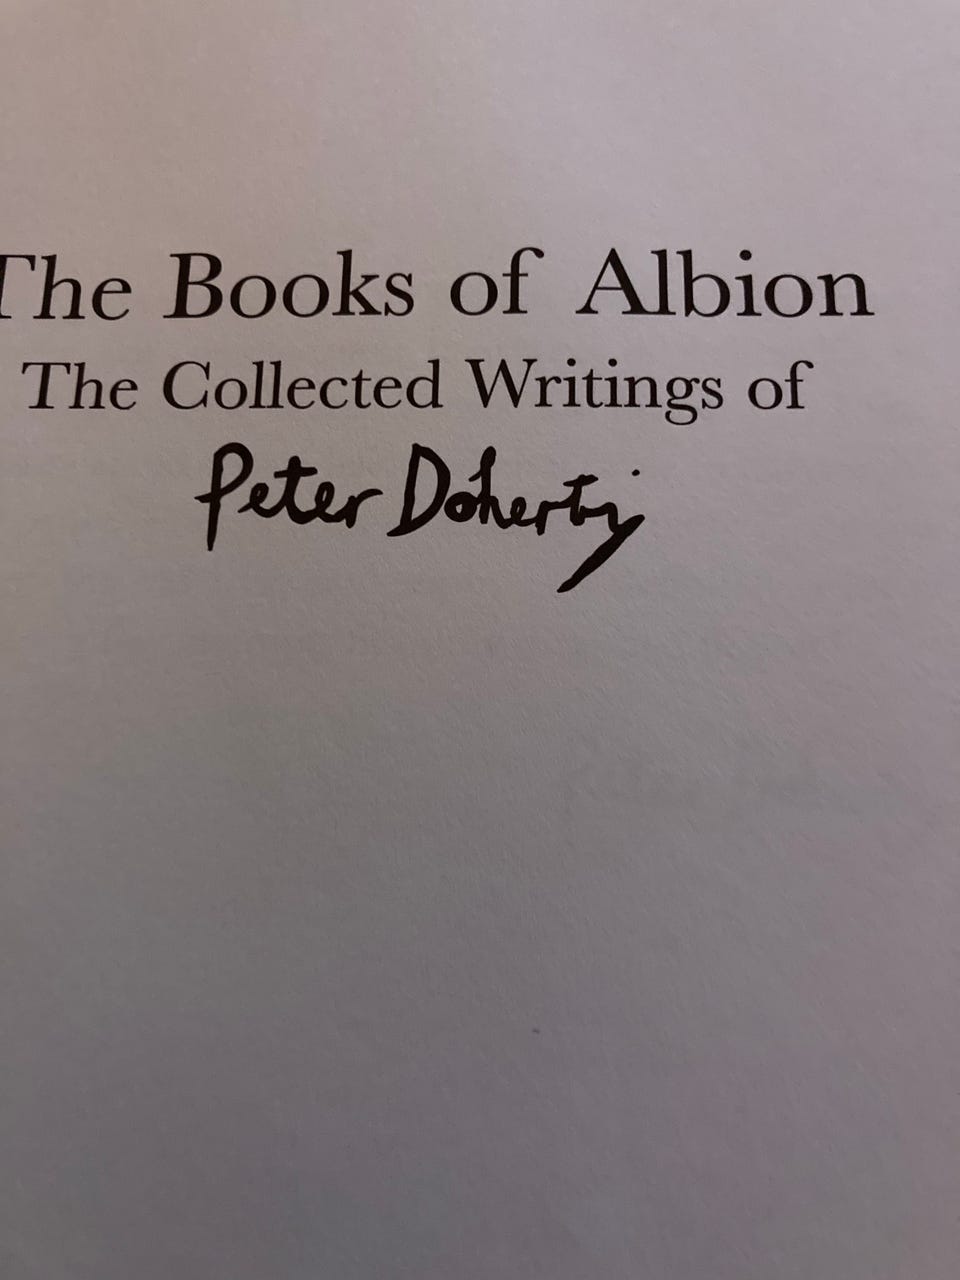 The Books of Albion
The Collected Writings of
Peter Doherty